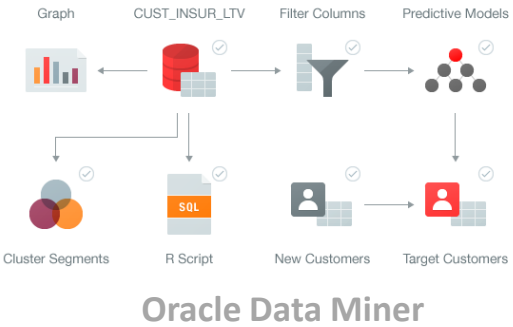 Graph
CUST_INSUR_LTV
Filter Columns
Predictive Models
SQL
Cluster Segments
R Script
New Customers
Target Customers
Oracle Data Miner